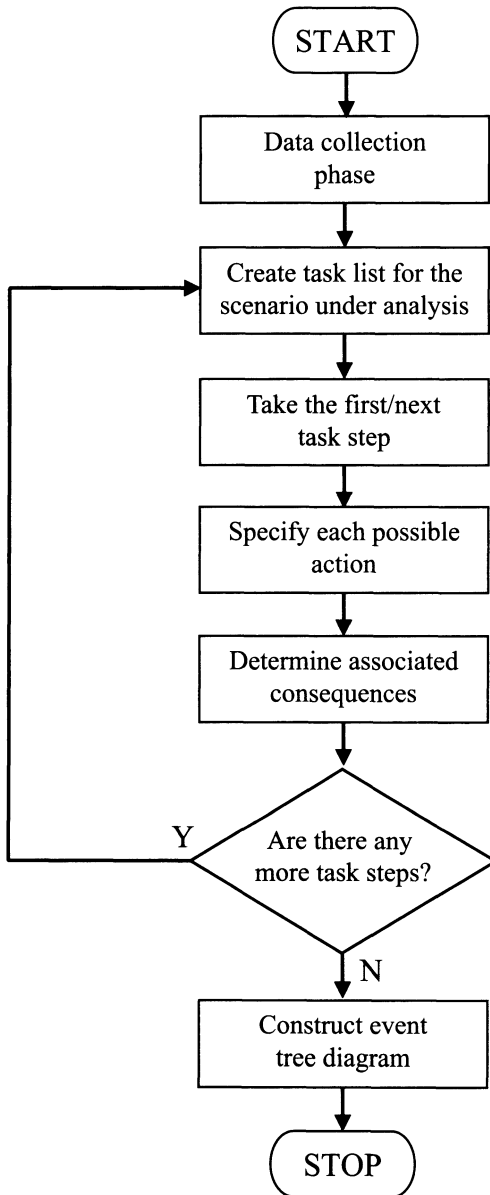 START
Data collection
phase
Create task list for the
scenario under analysis
Take the first/next
task step
Specify each possible
action
Determine associated
consequences
Are there any
more task steps?
Y
N
Construct event
tree diagram
STOP